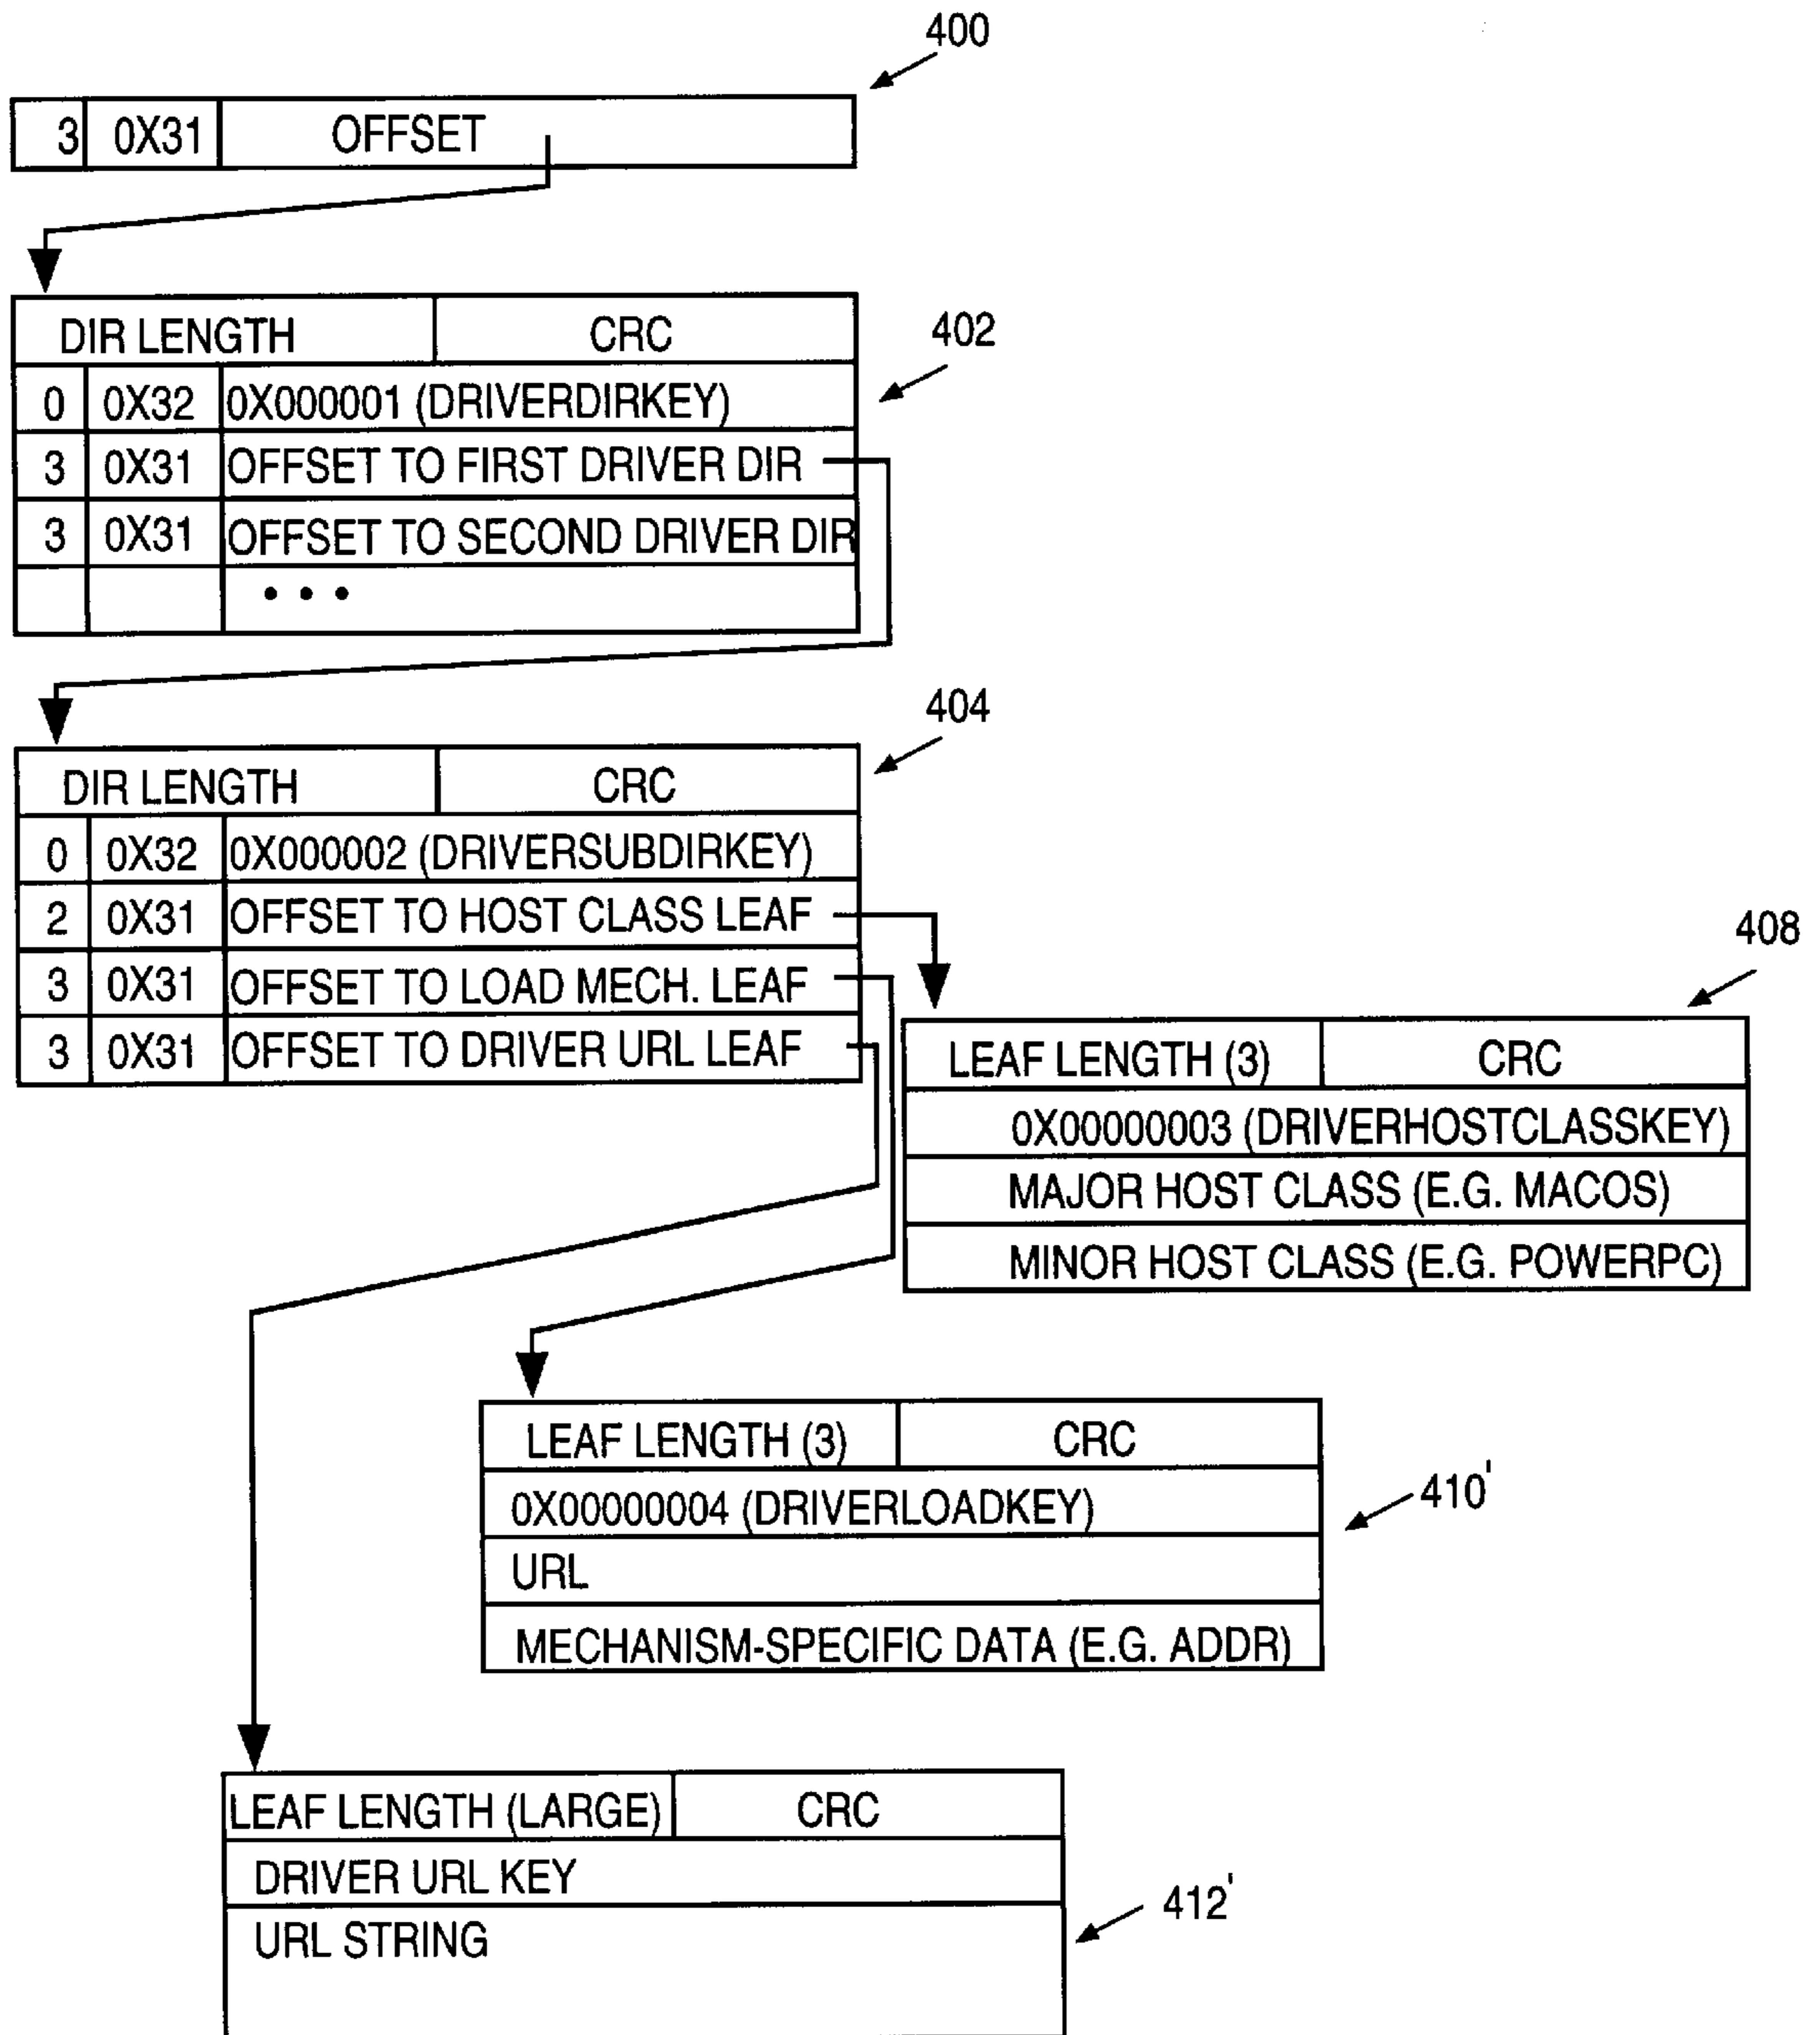 400
3 0X31 OFFSET
DIR LENGTH CRC
402
0 0X32 0X000001 (DRIVERDIRKEY)
3 0X31 OFFSET TO FIRST DRIVER DIR
3 0X31 OFFSET TO SECOND DRIVER DIR
• • •
404
DIR LENGTH CRC
0 0X32 0X000002 (DRIVERSUBDIRKEY)
2 0X31 OFFSET TO HOST CLASS LEAF
3 0X31 OFFSET TO LOAD MECH. LEAF
3 0X31 OFFSET TO DRIVER URL LEAF
408
LEAF LENGTH (3) CRC
0X00000003 (DRIVERHOSTCLASSKEY)
MAJOR HOST CLASS (E.G. MACOS)
MINOR HOST CLASS (E.G. POWERPC)
LEAF LENGTH (3) CRC
0X00000004 (DRIVERLOADKEY)
410'
URL
MECHANISM-SPECIFIC DATA (E.G. ADDR)
LEAF LENGTH (LARGE) CRC
DRIVER URL KEY
412'
URL STRING